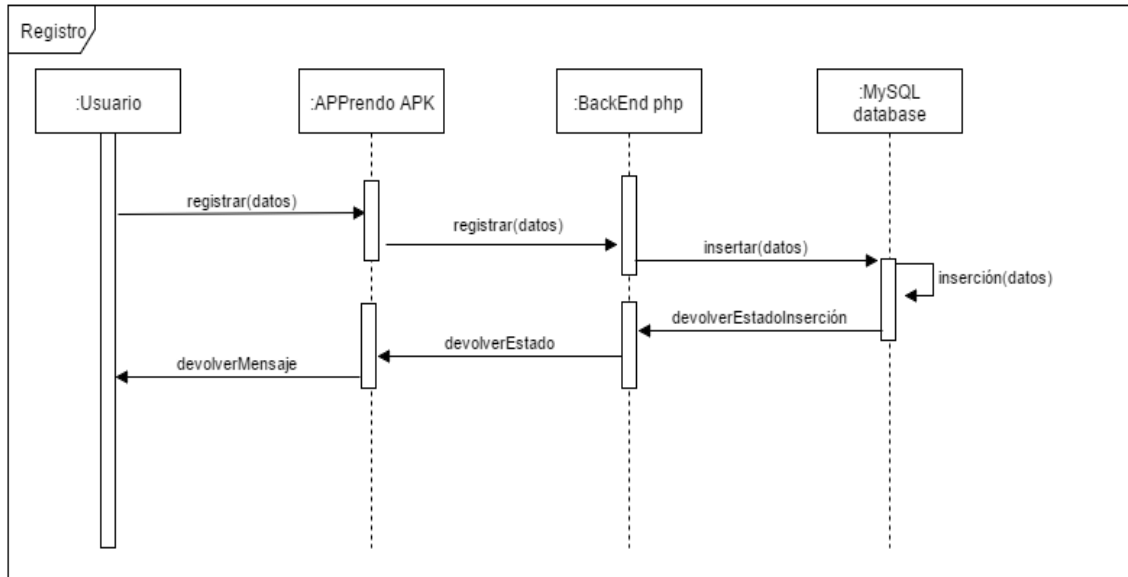 Registro
:Usuario
:APPrendo APK
:BackEnd php
:MySQL
database
registrar(datos)
registrar(datos)
insertar(datos)
inserción(datos)
devolverEstadoInserción
devolverEstado
devolverMensaje